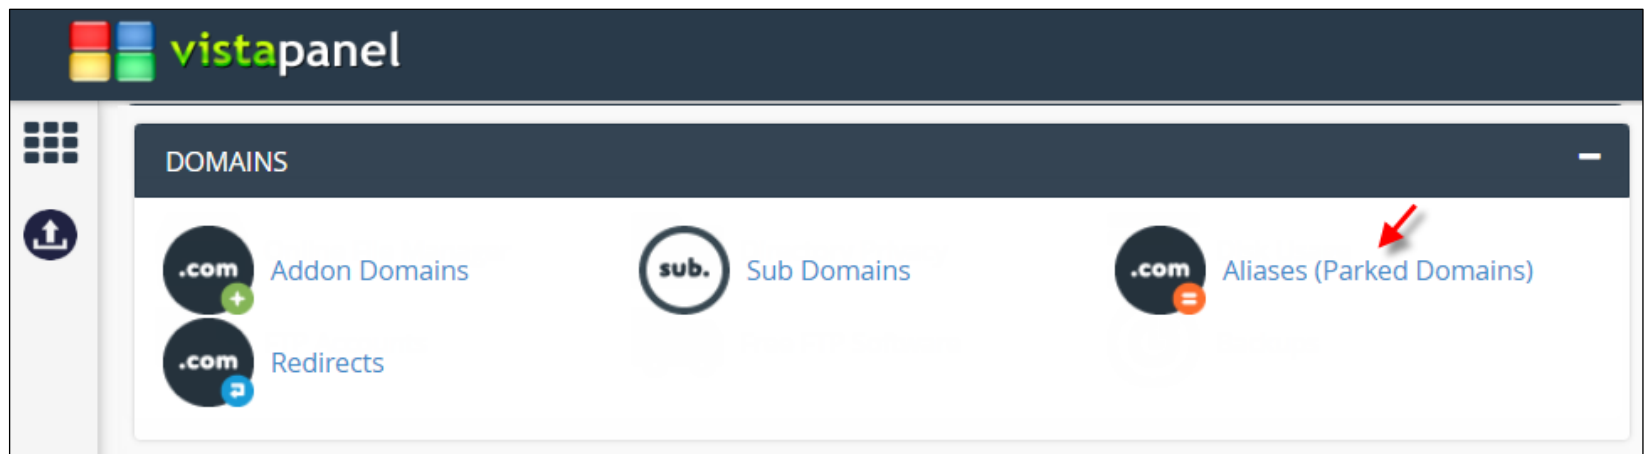 vistapanel
DOMAINS
.com Addon Domains
sub. Sub Domains
.com Aliases (Parked Domains)
.com Redirects